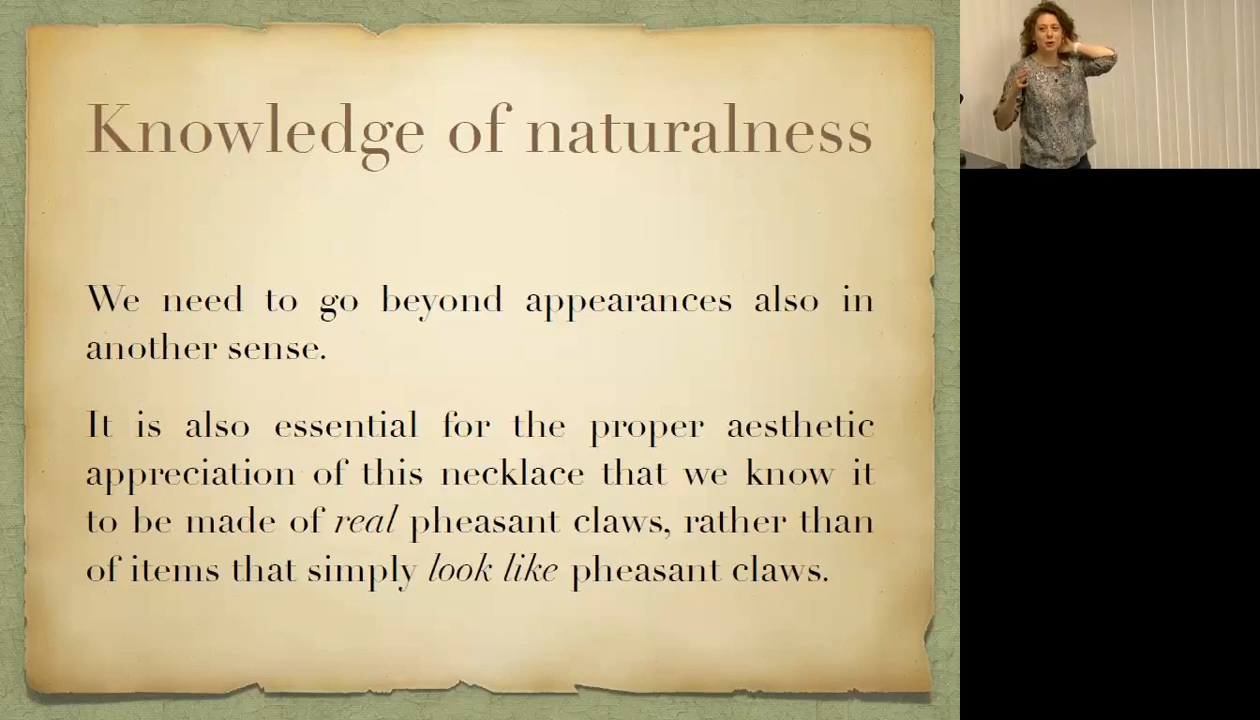 Knowledge of naturalness
We need to go beyond appearances also in
another sense.
It is also essential for the proper aesthetic
appreciation of this necklace that we know it
to be made of real pheasant claws, rather than
of items that simply look like pheasant claws.